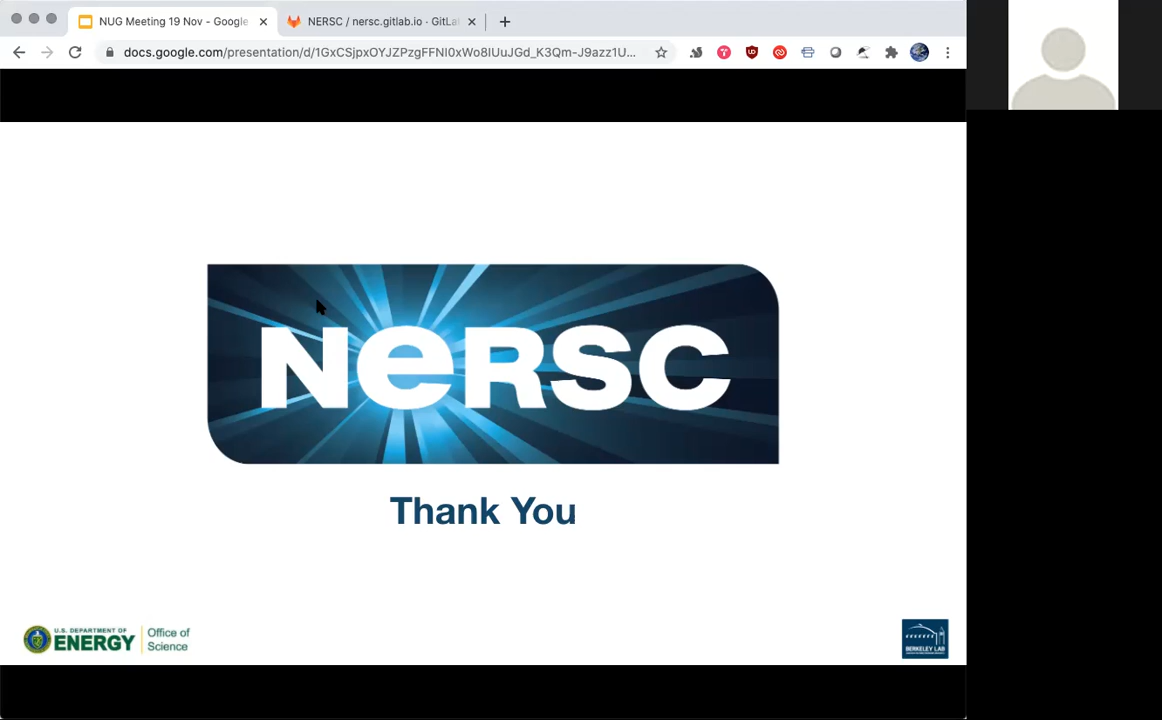 NUG Meeting 19 Nov - Google
NERSC / nersc.gitlab.io · GitLa
docs.google.com/presentation/d/1GxCSjpxOYJZPzgFFNI0xWo8IUuJGd_K3Qm-J9azz1U...
NERSC
Thank You
U.S. DEPARTMENT OF
ENERGY
Office of
Science
BERKELEY LAB